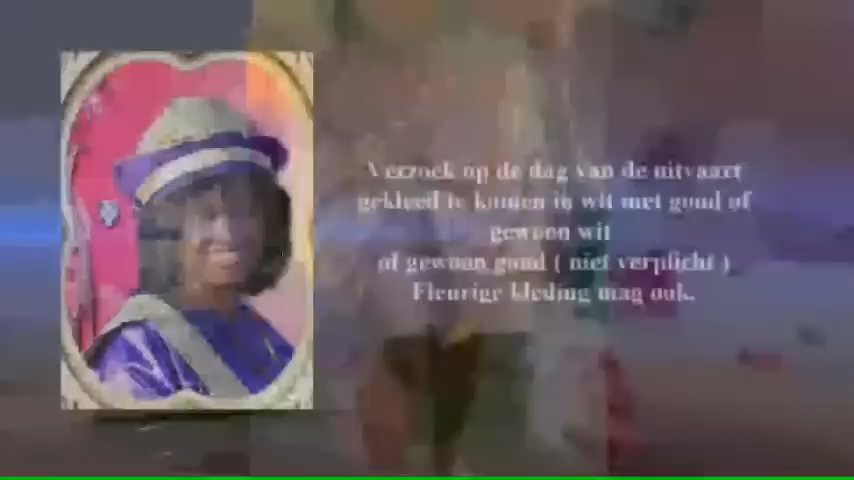 Verzoek op de dag van de uitvaart
gekleed te komen in wit met goud of
gewoon wit
of gewoon goud ( niet verplicht )
Fleurige kleding mag ook.